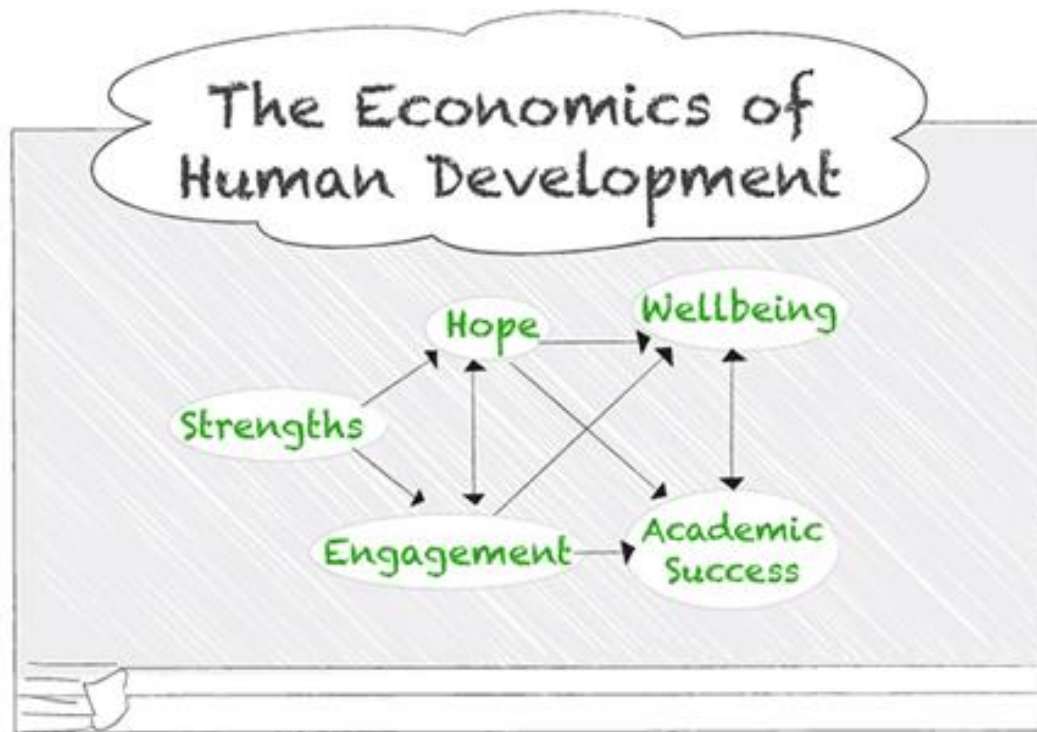 The Economics of
Human Development
Hope
Wellbeing
Strengths
Engagement
Academic
Success